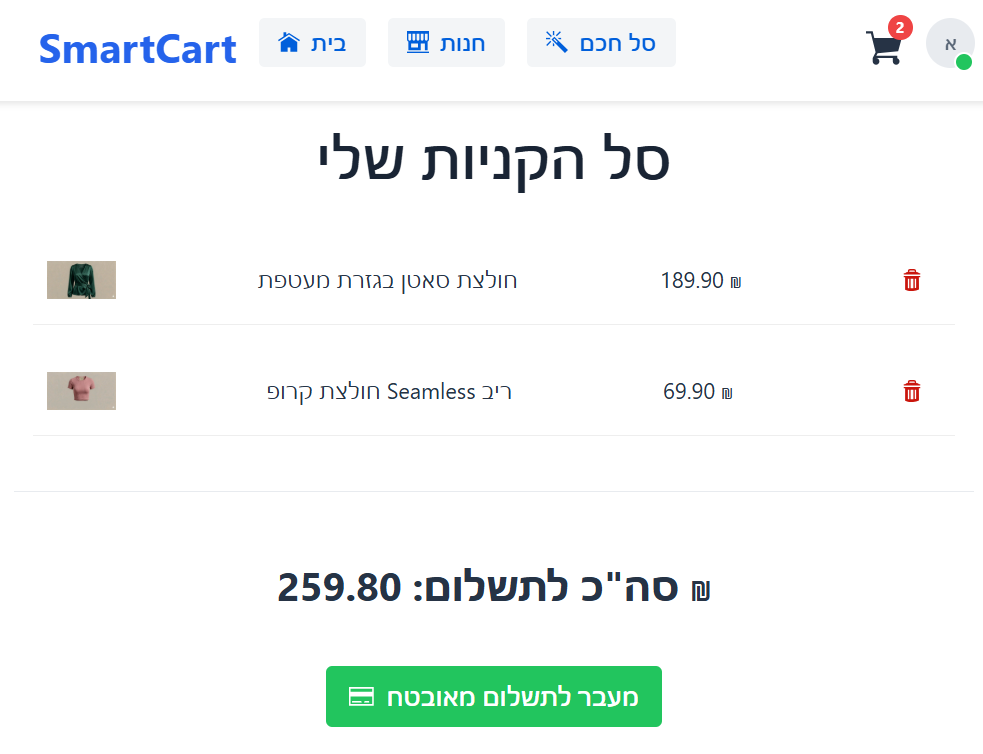 SmartCart
בית
חנות
סל חכם
2
א
סל הקניות שלי
חולצת סאטן בגזרת מעטפת
189.90 ₪
ריב Seamless חולצת קרופ
69.90 ₪
₪ סה"כ לתשלום: 259.80
מעבר לתשלום מאובטח